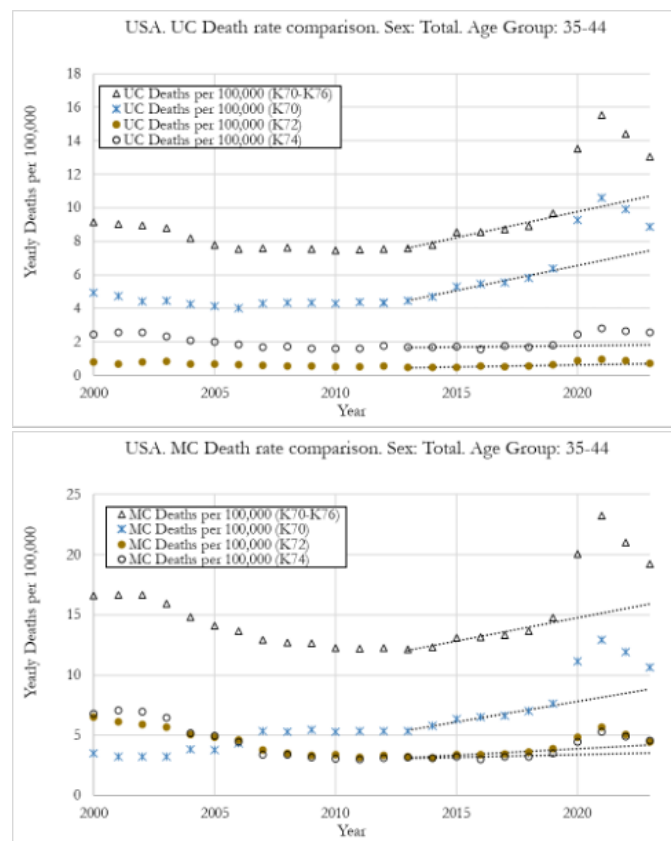 USA. UC Death rate comparison. Sex: Total. Age Group: 35-44
18
16
14
12
10
8
6
4
2
0
Yearly Deaths per 100,000
UC Deaths per 100,000 (K70-K76)
UC Deaths per 100,000 (K70)
UC Deaths per 100,000 (K72)
UC Deaths per 100,000 (K74)
2000
2005
2010
2015
2020
Year
USA. MC Death rate comparison. Sex: Total. Age Group: 35-44
25
20
15
10
5
0
Yearly Deaths per 100,000
MC Deaths per 100,000 (K70-K76)
MC Deaths per 100,000 (K70)
MC Deaths per 100,000 (K72)
MC Deaths per 100,000 (K74)
2000
2005
2010
2015
2020
Year